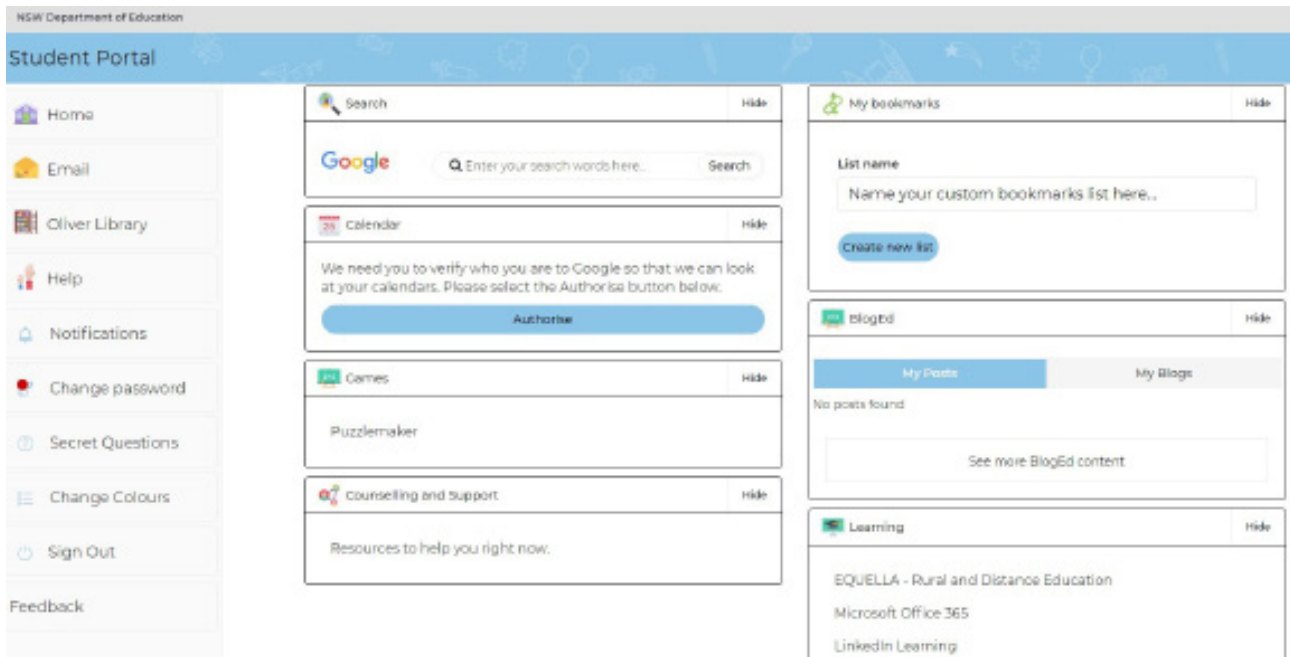 NSW Department of Education
Student Portal
Home
Email
Oliver Library
Help
Notifications
Change password
Secret Questions
Change Colours
Sign Out
Feedback
Search Hide
Google Enter your search words here... Search
Calendar Hide
We need you to verify who you are to Google so that we can look
at your calendars. Please select the Authorise button below.
Authorise
Games Hide
Puzzlemaker
Counselling and Support Hide
Resources to help you right now.
My bookmarks Hide
List name
Name your custom bookmarks list here...
Create new list
BlogEd Hide
My Posts My Blogs
No posts found
See more BlogEd content
Learning Hide
EQUELLA - Rural and Distance Education
Microsoft Office 365
LinkedIn Learning